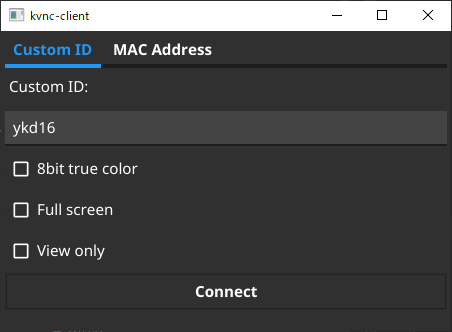 kvnc-client
Custom ID MAC Address
Custom ID:
ykd16
8bit true color
Full screen
View only
Connect